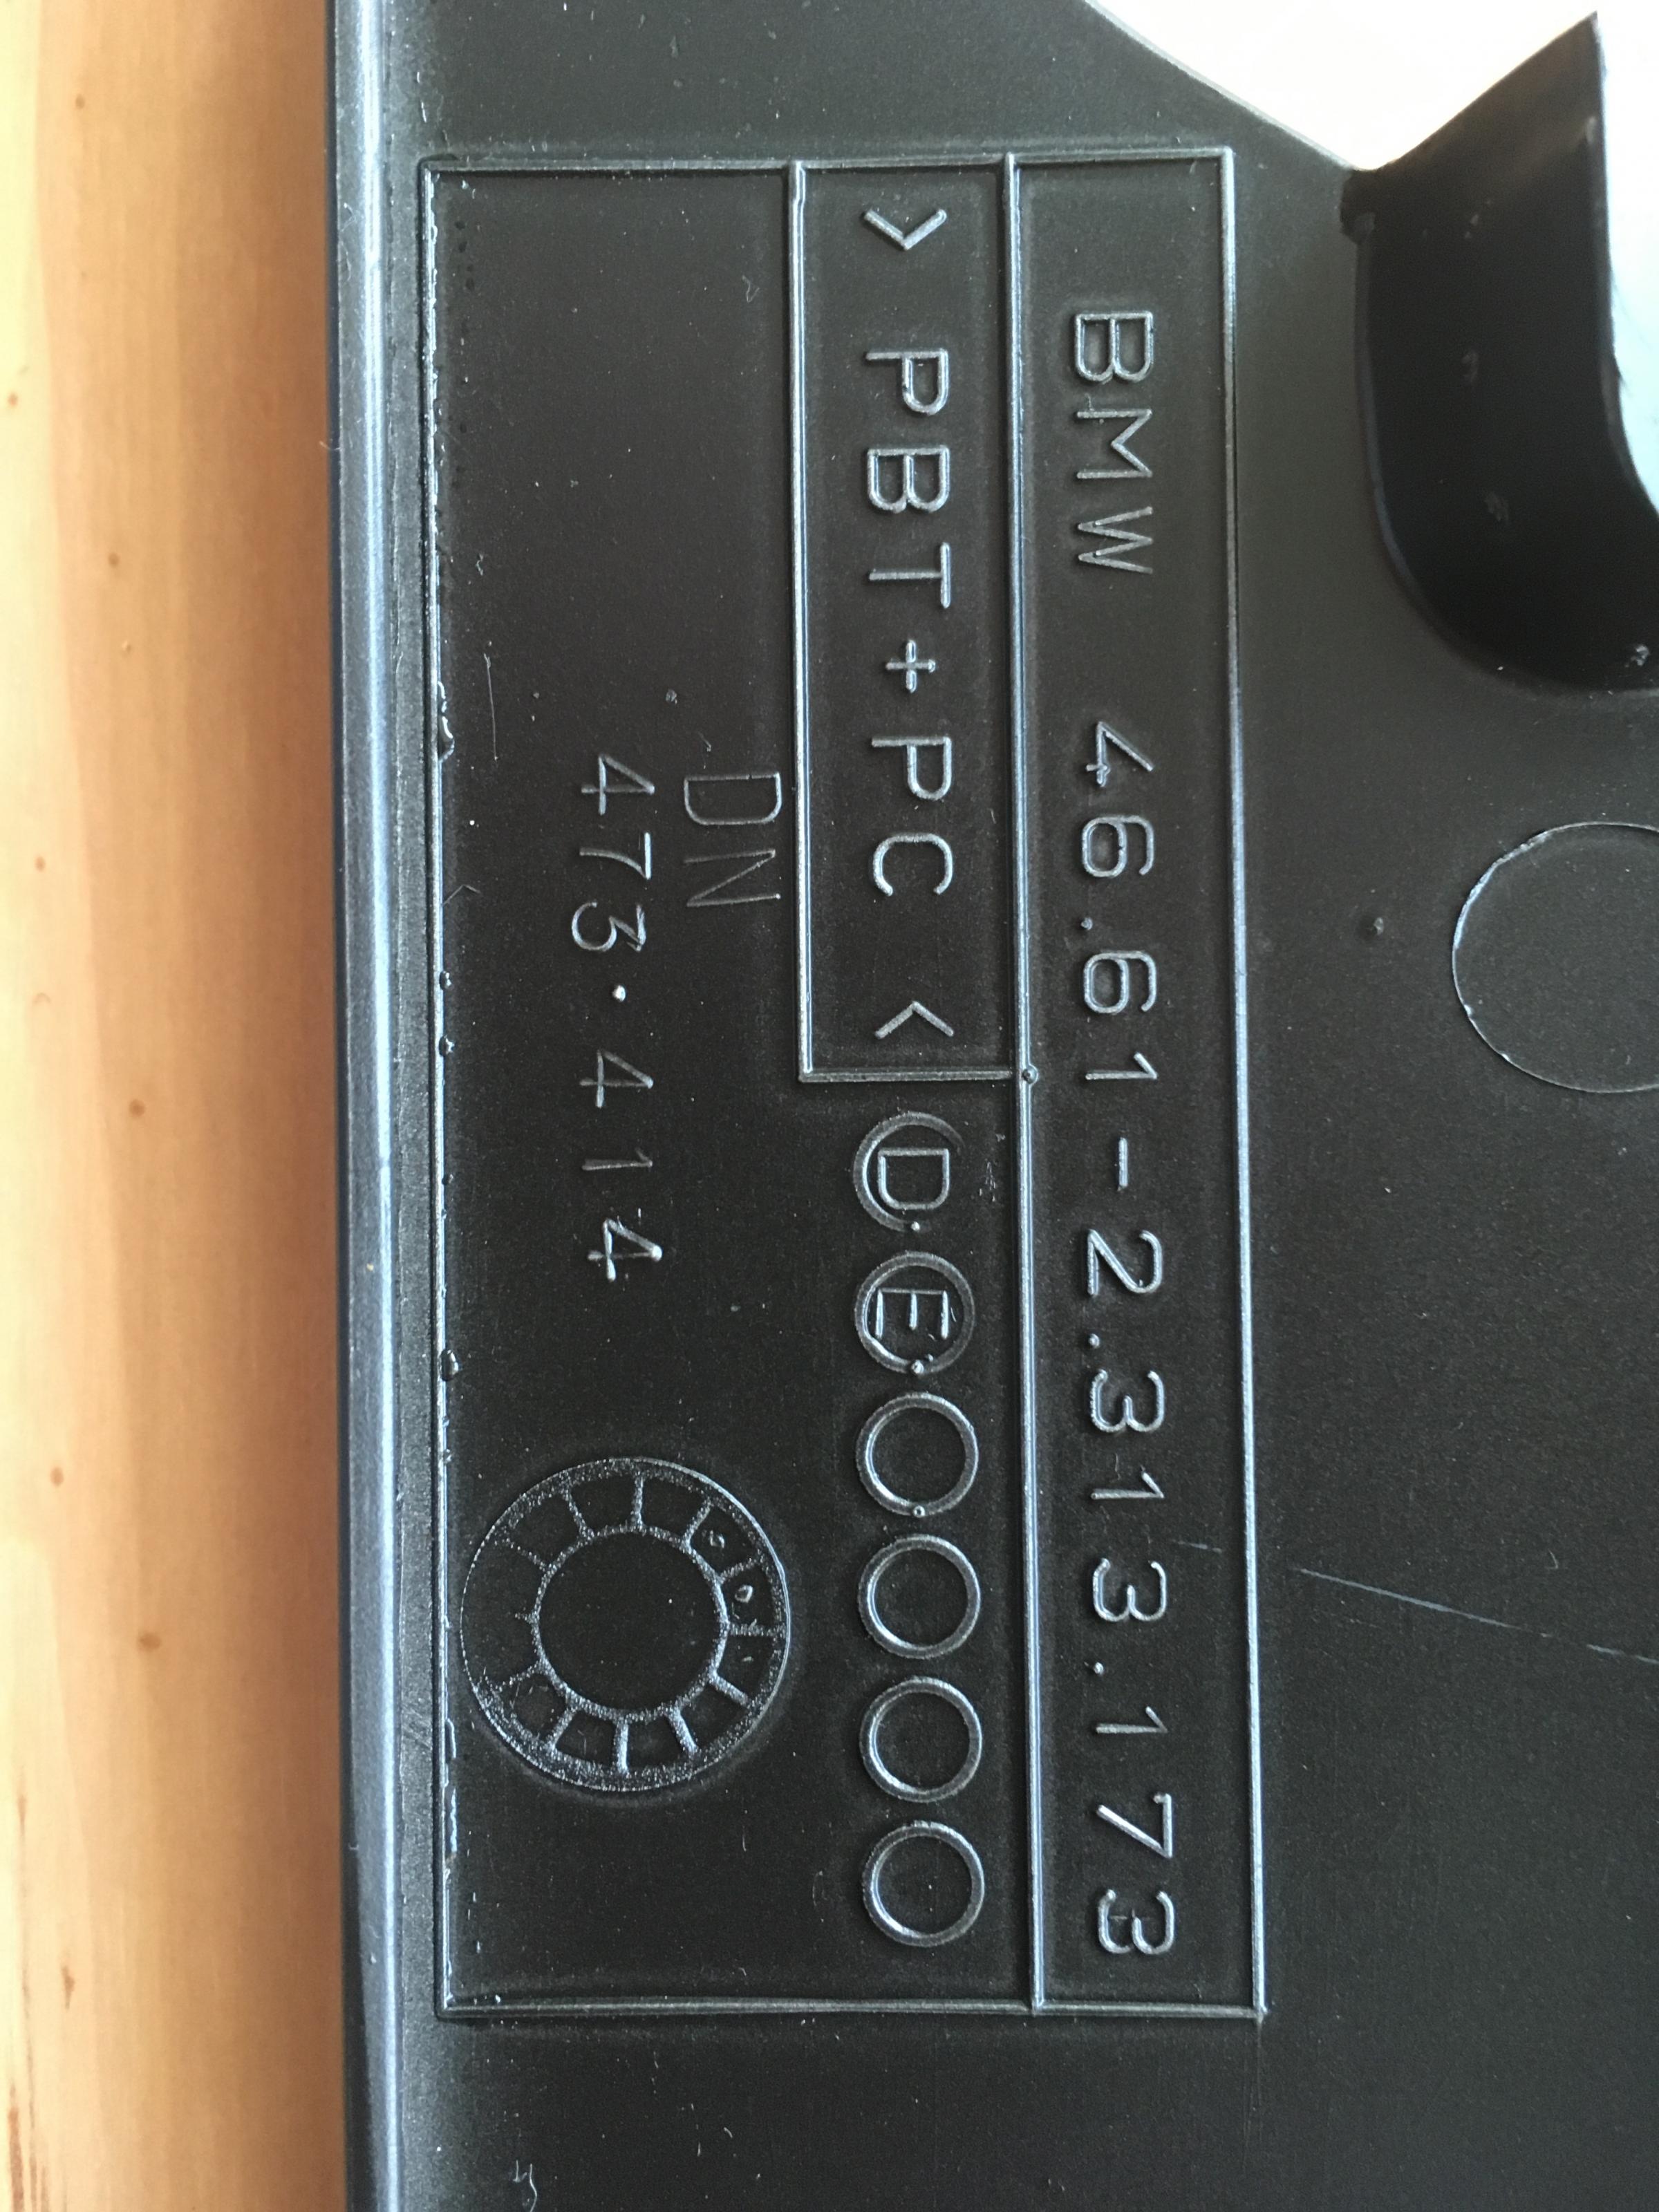 BMW 46.61-2.313.173
> PBT+PC < D E
DN
473·414